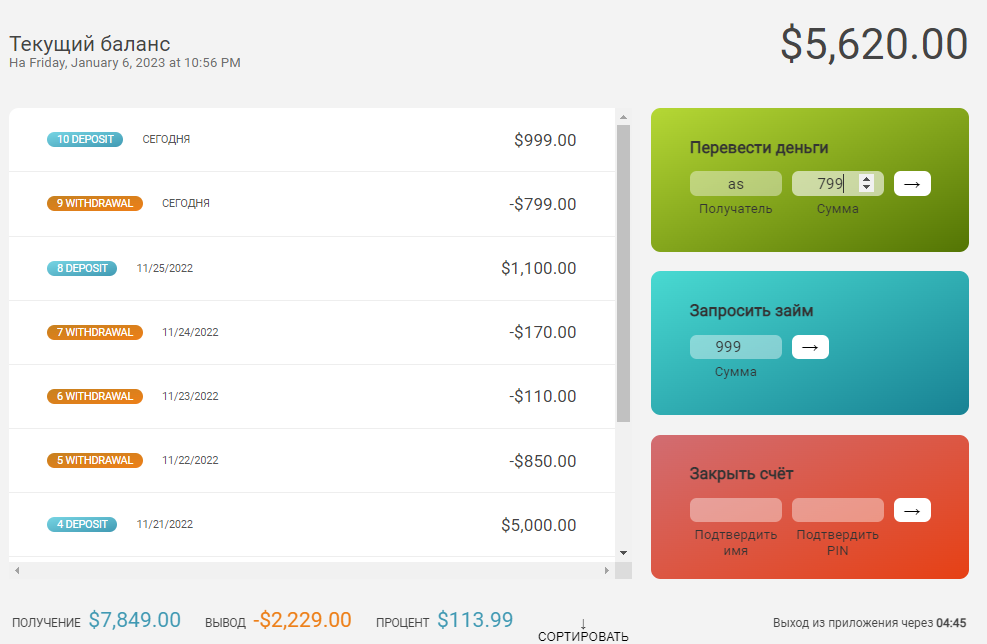 Текущий баланс
На Friday, January 6, 2023 at 10:56 PM
$5,620.00
10 DEPOSIT СЕГОДНЯ $999.00
9 WITHDRAWAL СЕГОДНЯ -$799.00
8 DEPOSIT 11/25/2022 $1,100.00
7 WITHDRAWAL 11/24/2022 -$170.00
6 WITHDRAWAL 11/23/2022 -$110.00
5 WITHDRAWAL 11/22/2022 -$850.00
4 DEPOSIT 11/21/2022 $5,000.00
Перевести деньги
as 799 →
Получатель Сумма
Запросить займ
999 →
Сумма
Закрыть счёт
→
Подтвердить Подтвердить
имя PIN
ПОЛУЧЕНИЕ $7,849.00 ВЫВОД -$2,229.00 ПРОЦЕНТ $113.99
↓
СОРТИРОВАТЬ
Выход из приложения через 04:45